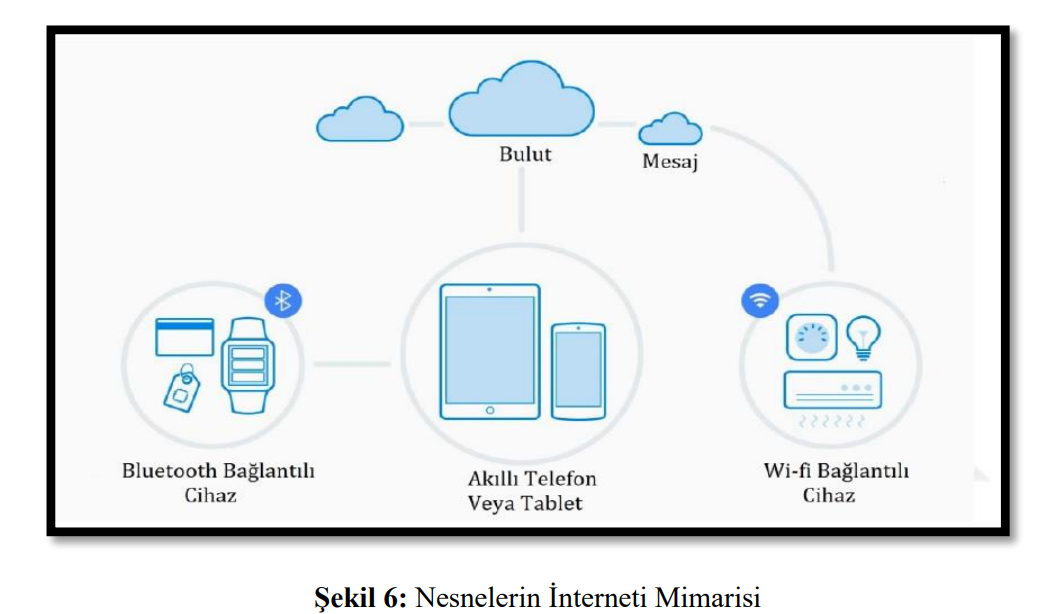 Bulut
Mesaj
Bluetooth Bağlantılı
Cihaz
Akıllı Telefon
Veya Tablet
Wi-fi Bağlantılı
Cihaz
Şekil 6: Nesnelerin İnterneti Mimarisi